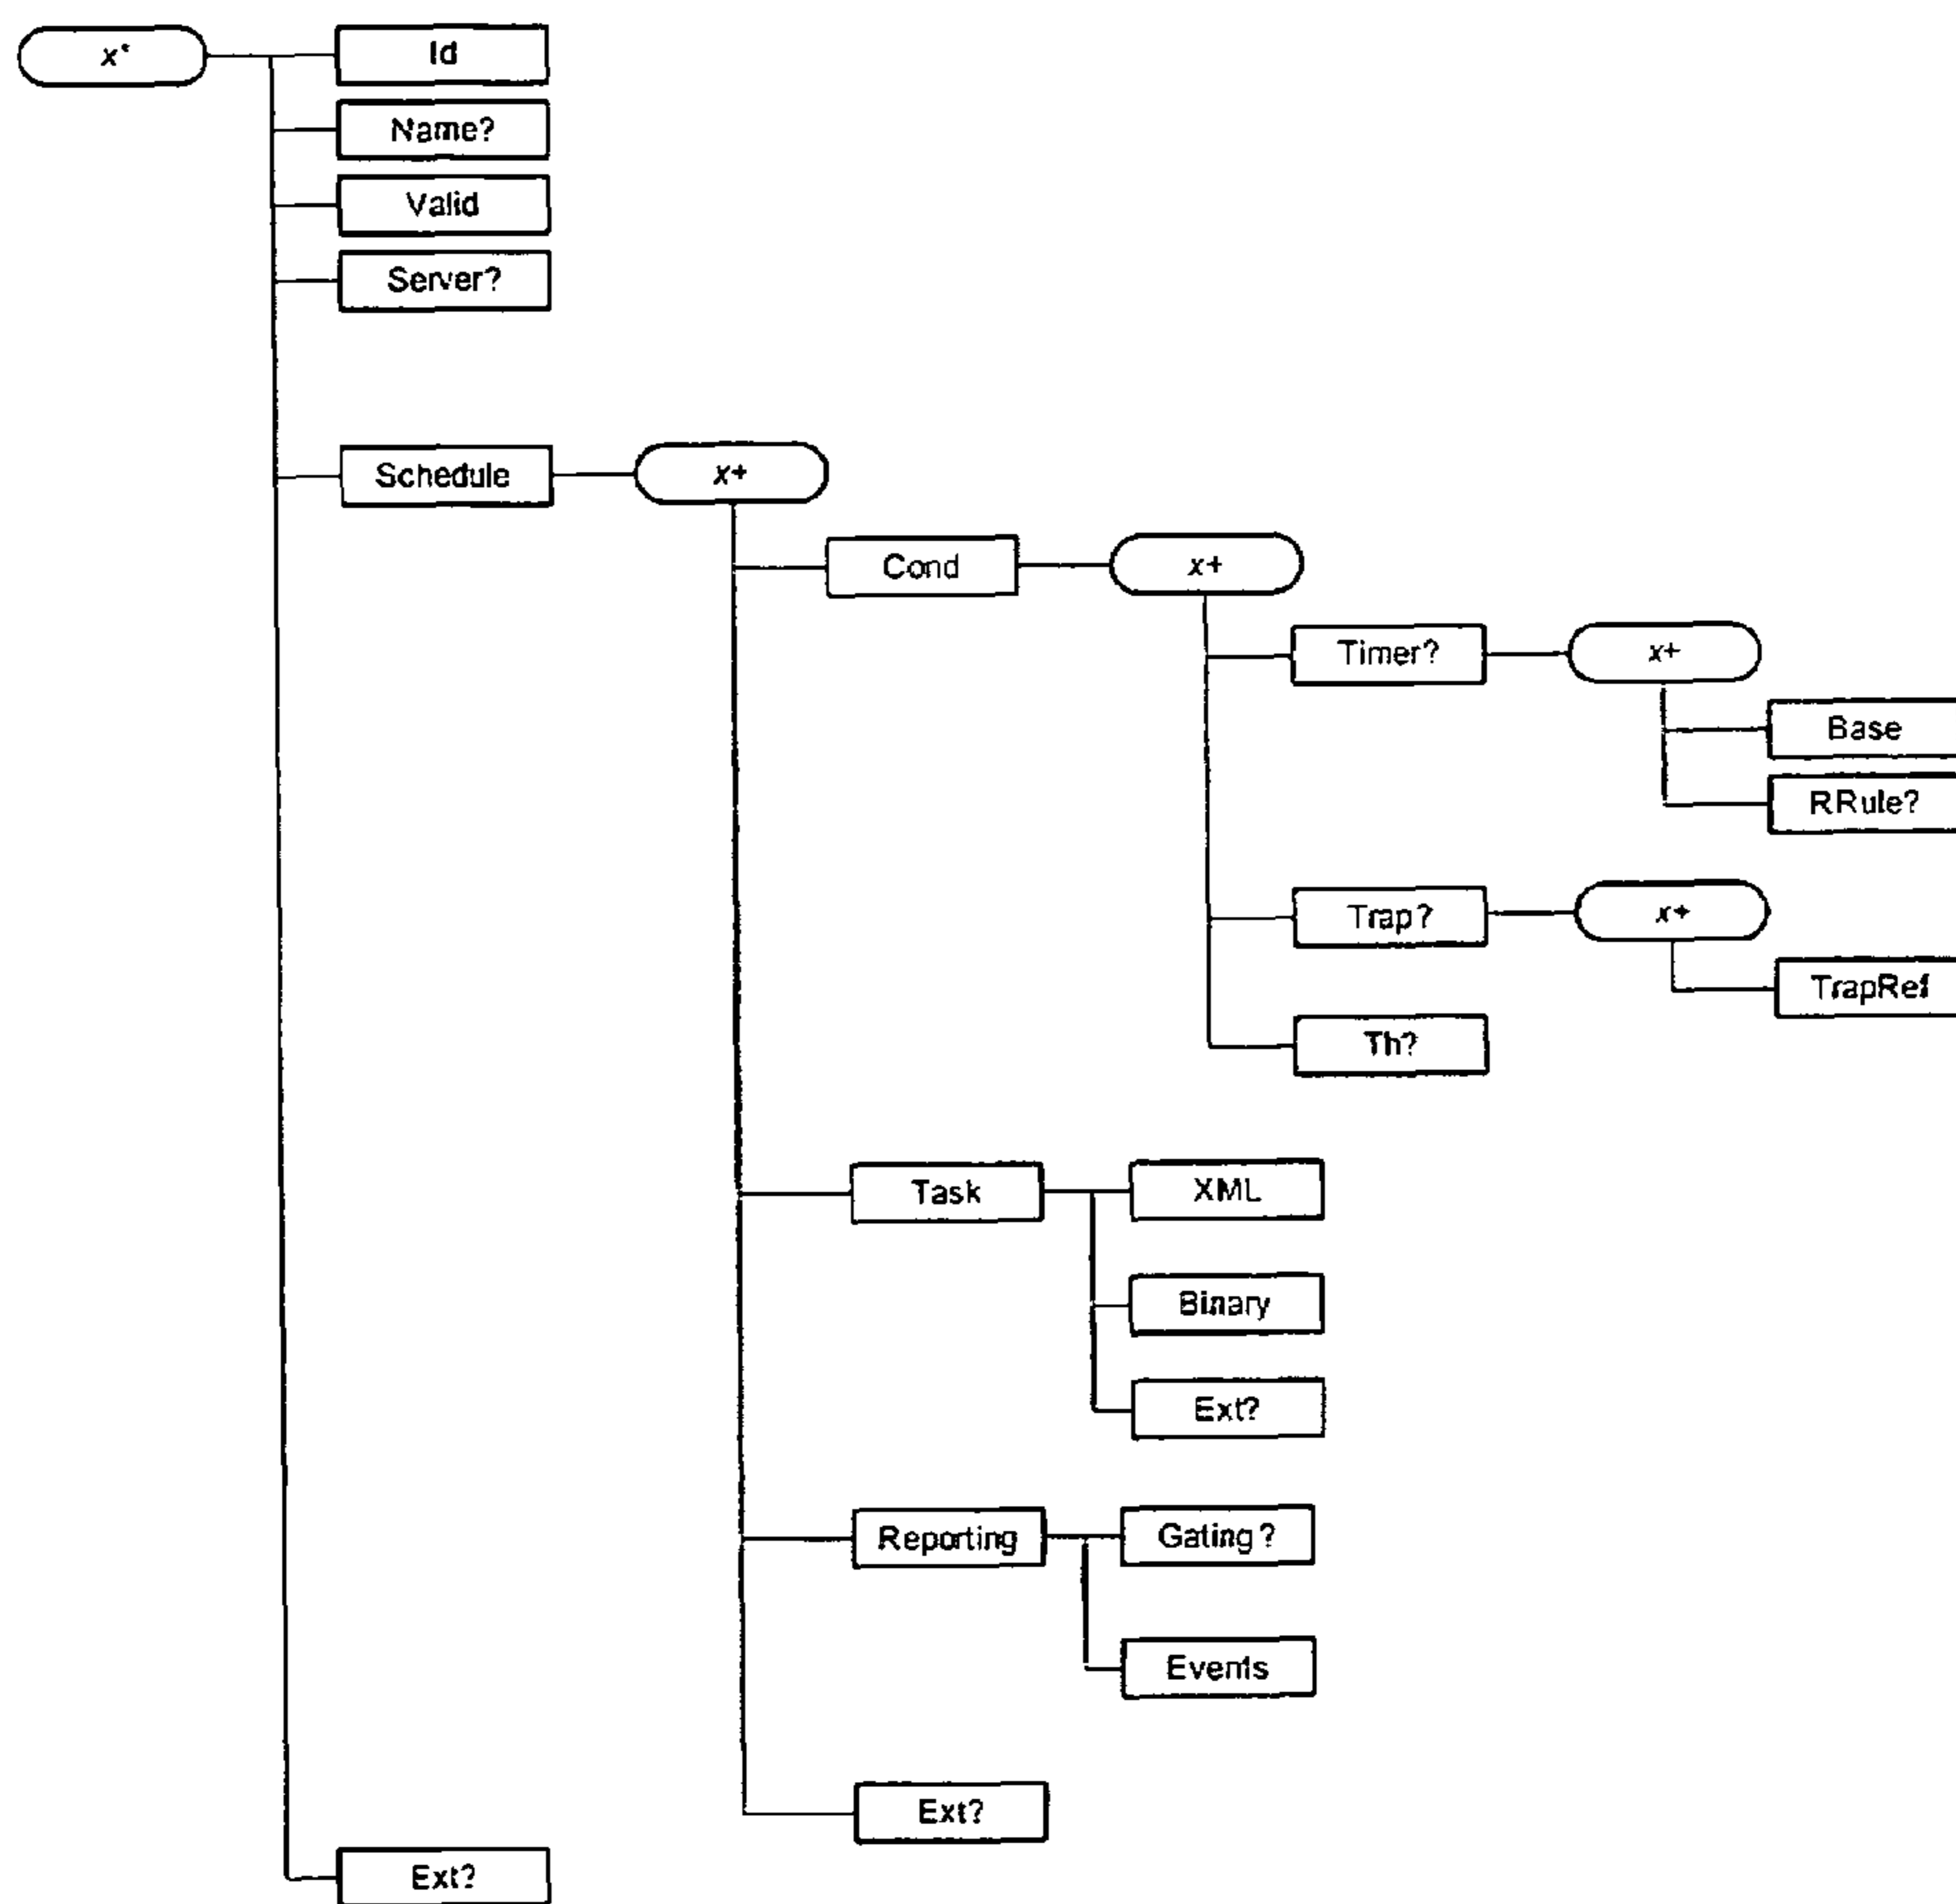 x*
Id
Name?
Valid
Server?
Schedule
x+
Cond
x+
Timer?
x+
Base
RRule?
Trap?
x+
TrapRef
Th?
Task
XML
Binary
Ext?
Reporting
Gating?
Events
Ext?
Ext?